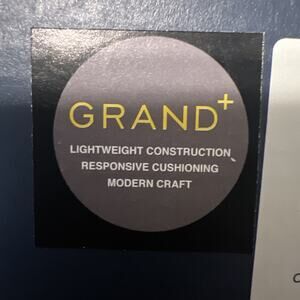 GRAND+
LIGHTWEIGHT CONSTRUCTION
RESPONSIVE CUSHIONING
MODERN CRAFT